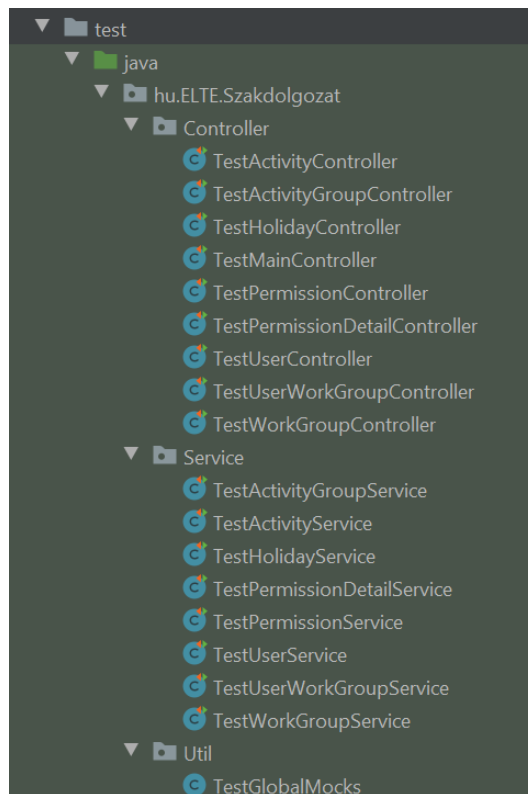 test
java
hu.ELTE.Szakdolgozat
Controller
TestActivityController
TestActivityGroupController
TestHolidayController
TestMainController
TestPermissionController
TestPermissionDetailController
TestUserController
TestUserWorkGroupController
TestWorkGroupController
Service
TestActivityGroupService
TestActivityService
TestHolidayService
TestPermissionDetailService
TestPermissionService
TestUserService
TestUserWorkGroupService
TestWorkGroupService
Util
TestGlobalMocks